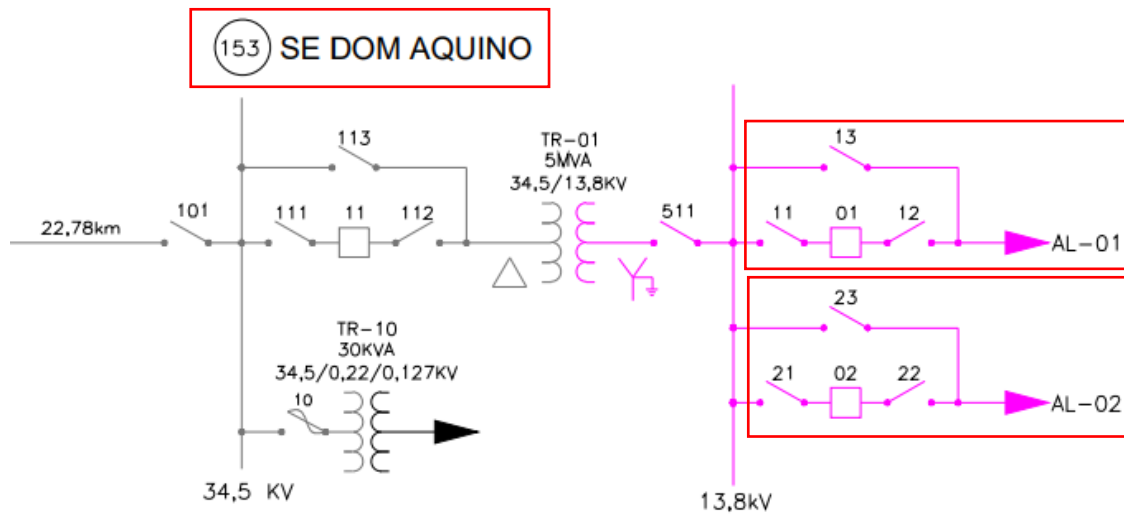 153 SE DOM AQUINO
113
TR-01
5MVA
34,5/13,8KV
13
22,78km
101
111
11
112
511
11
01
12
AL-01
23
TR-10
30KVA
34,5/0,22/0,127KV
10
21
02
22
AL-02
34,5 KV
13,8kV